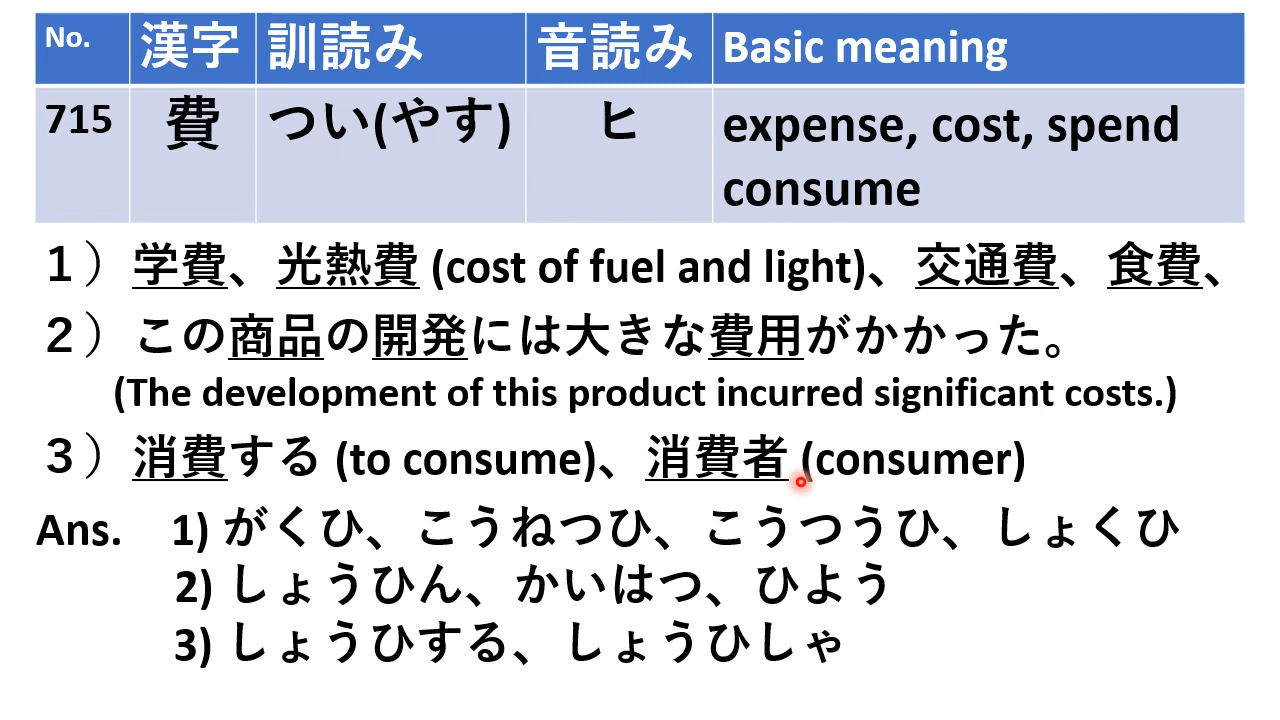 No. 漢字 訓読み 音読み Basic meaning
715 費 つい(やす) ヒ expense, cost, spend
consume
１）学費、光熱費 (cost of fuel and light)、交通費、食費、
２）この商品の開発には大きな費用がかかった。
(The development of this product incurred significant costs.)
３）消費する (to consume)、消費者 (consumer)
Ans. 1) がくひ、こうねつひ、こうつうひ、しょくひ
2) しょうひん、かいはつ、ひよう
3) しょうひする、しょうひしゃ